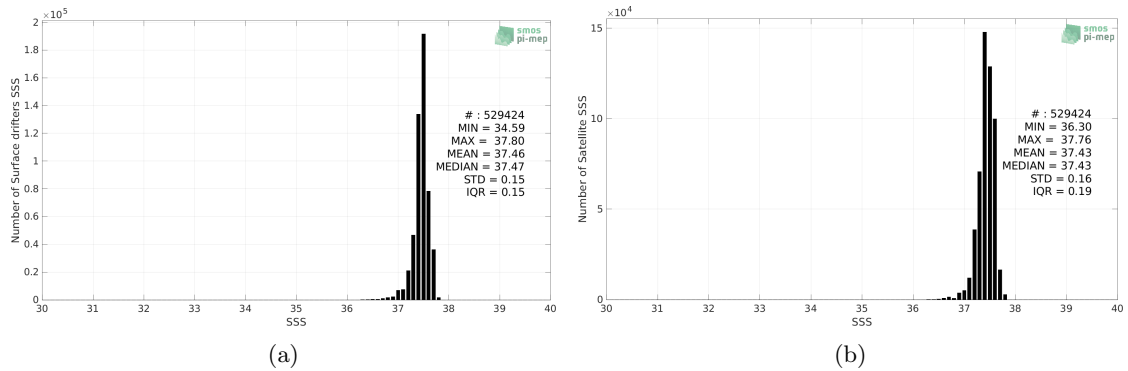 ×10^5
smos
pi-mep
2
1.8
1.6
1.4
1.2
1
0.8
0.6
0.4
0.2
0
Number of Surface drifters SSS
# : 529424
MIN = 34.59
MAX = 37.80
MEAN = 37.46
MEDIAN = 37.47
STD = 0.15
IQR = 0.15
30 31 32 33 34 35 36 37 38 39 40
SSS
(a)
×10^4
smos
pi-mep
15
10
5
0
Number of Satellite SSS
# : 529424
MIN = 36.30
MAX = 37.76
MEAN = 37.43
MEDIAN = 37.43
STD = 0.16
IQR = 0.19
30 31 32 33 34 35 36 37 38 39 40
SSS
(b)